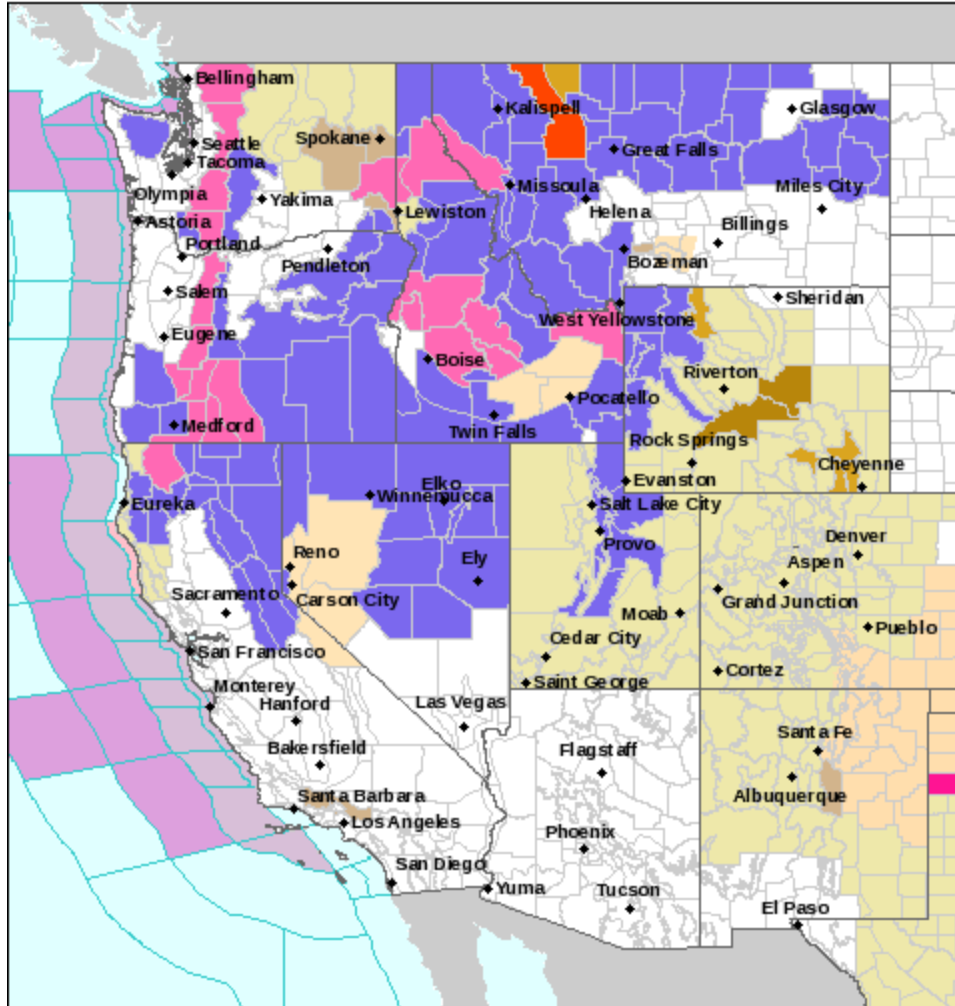 Bellingham
Kalispell
Glasgow
Seattle
Spokane
Great Falls
Tacoma
Missoula
Miles City
Olympia
Yakima
Lewiston
Helena
Astoria
Billings
Portland
Pendleton
Bozeman
Salem
Sheridan
West Yellowstone
Eugene
Boise
Riverton
Pocatello
Medford
Twin Falls
Rock Springs
Cheyenne
Elko
Winnemucca
Evanston
Eureka
Salt Lake City
Reno
Provo
Denver
Ely
Aspen
Sacramento
Carson City
Moab
Grand Junction
Pueblo
San Francisco
Cedar City
Cortez
Monterey
Saint George
Hanford
Las Vegas
Bakersfield
Flagstaff
Santa Fe
Santa Barbara
Albuquerque
Los Angeles
Phoenix
San Diego
Yuma
Tucson
El Paso